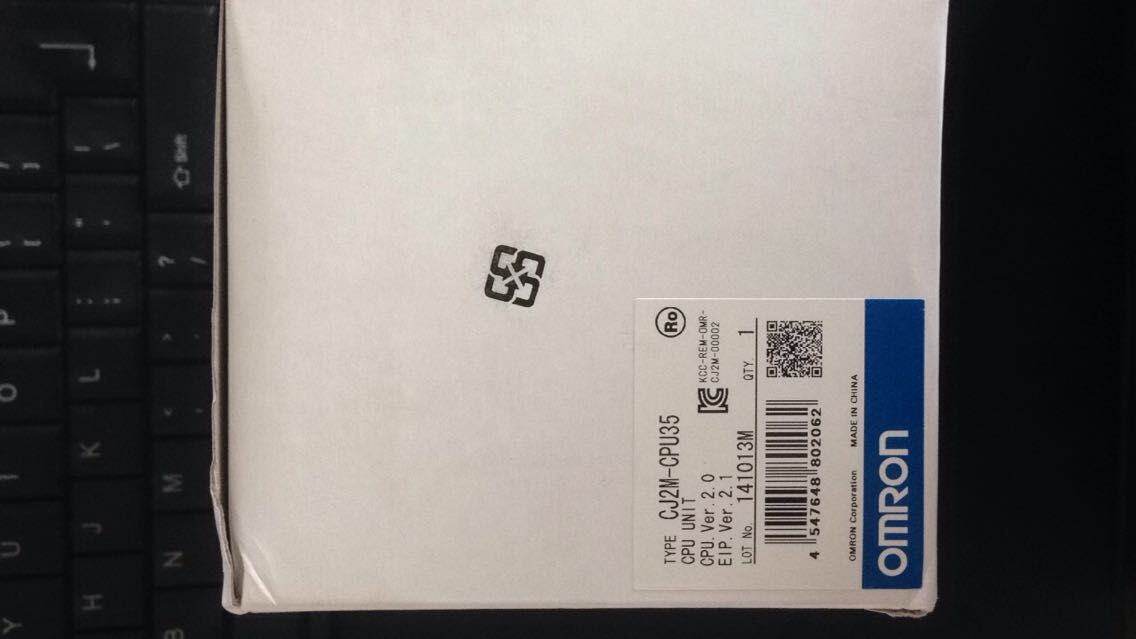 TYPE CJ2M-CPU35
CPU UNIT
CPU. Ver. 2.0
EIP. Ver. 2.1
LOT No. 141013M QTY. 1
Ro
KCC-REM-OMR-
CJ2M-00002
4 547648 802062
OMRON Corporation MADE IN CHINA
OMRON
Shift
? /
> .
< ,
" '
: ;
| \
P
O
I
U
Y
L
K
J
H
M
N
B